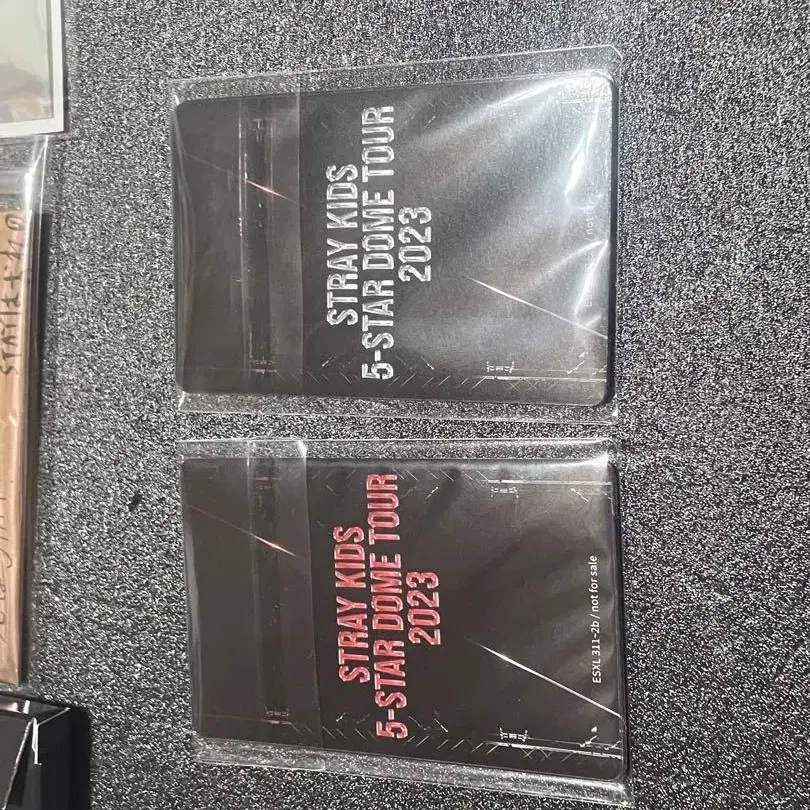 STRAY KIDS
5-STAR DOME TOUR
2023
STRAY KIDS
5-STAR DOME TOUR
2023
ESXL 311-2b / not for sale